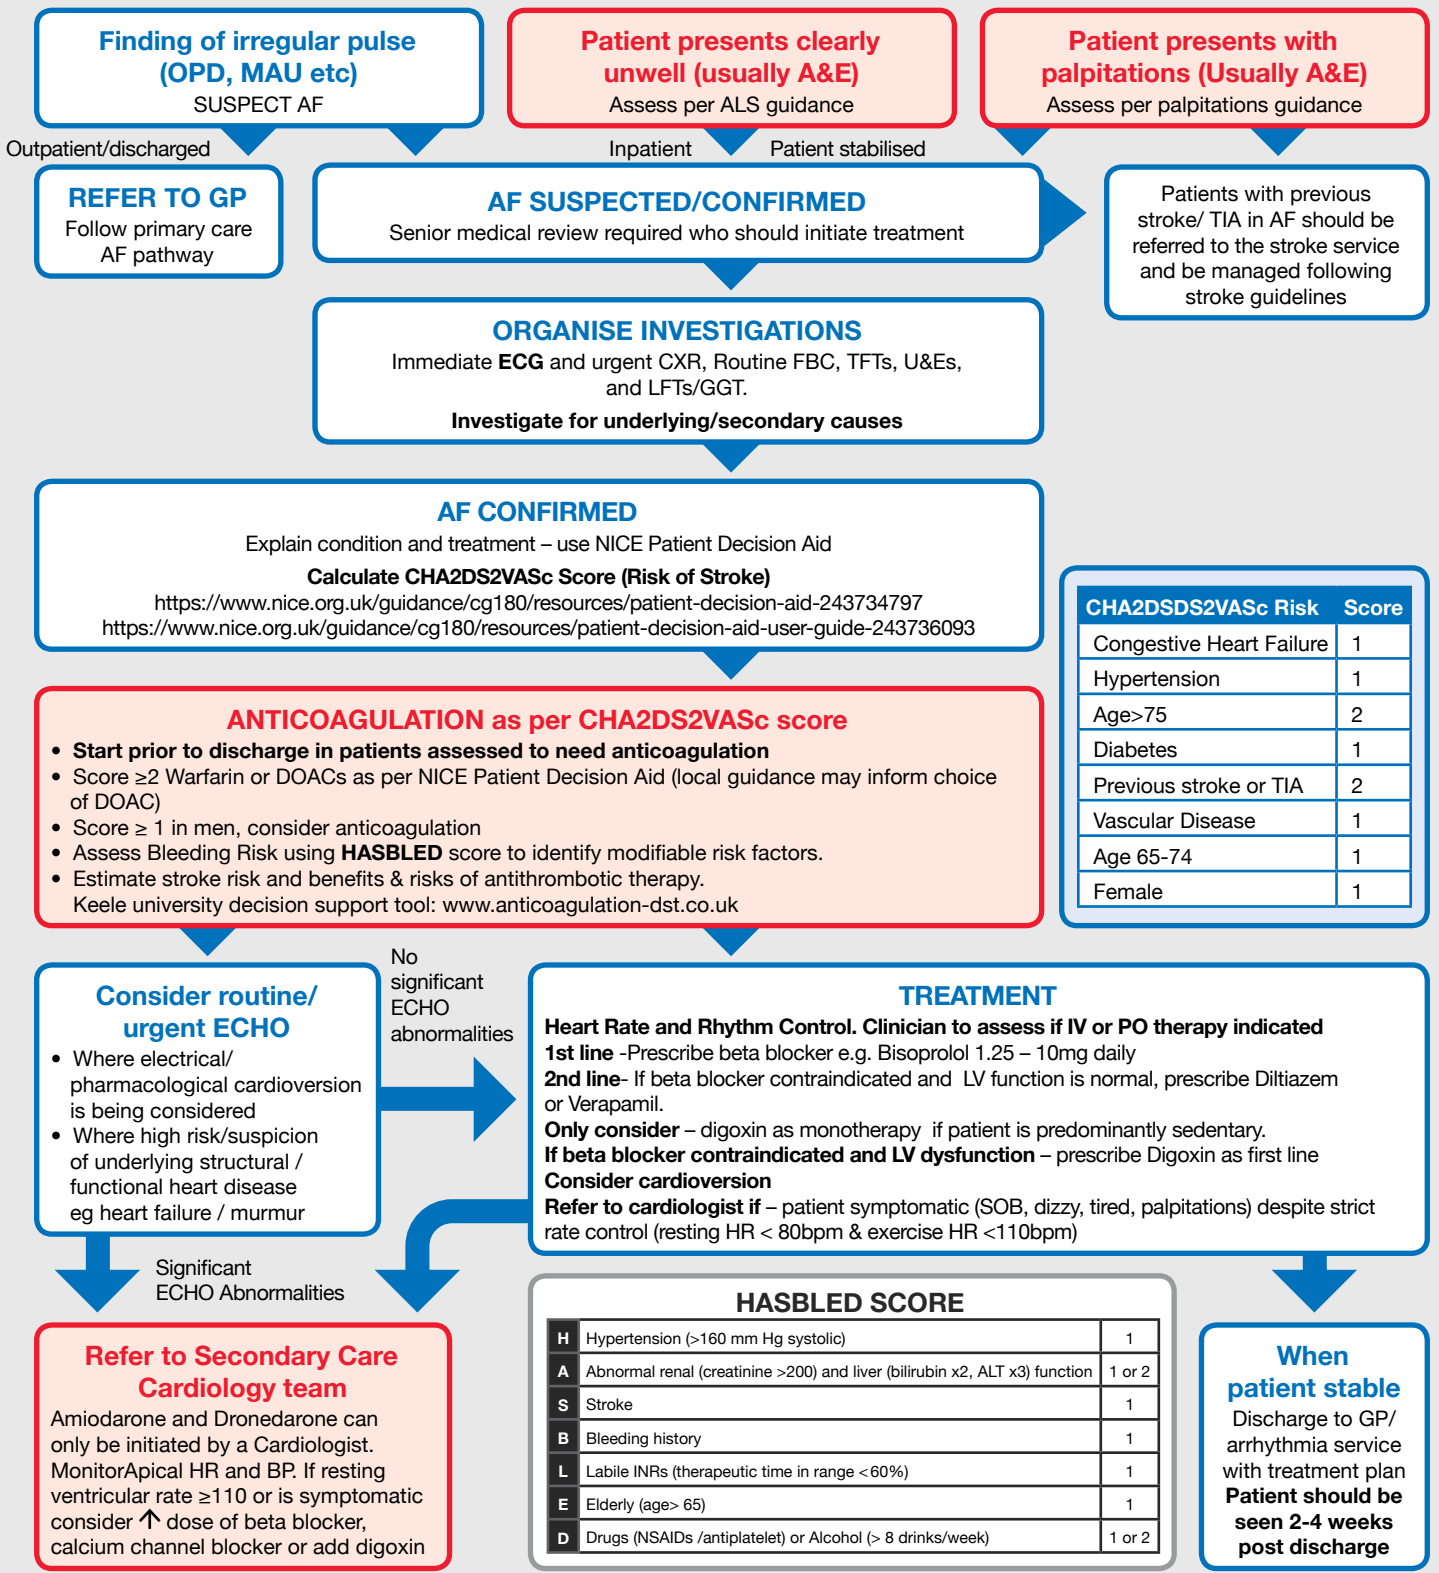 Finding of irregular pulse
(OPD, MAU etc)
SUSPECT AF
Patient presents clearly
unwell (usually A&E)
Assess per ALS guidance
Patient presents with
palpitations (Usually A&E)
Assess per palpitations guidance
Outpatient/discharged
Inpatient
Patient stabilised
REFER TO GP
Follow primary care
AF pathway
AF SUSPECTED/CONFIRMED
Senior medical review required who should initiate treatment
Patients with previous
stroke/ TIA in AF should be
referred to the stroke service
and be managed following
stroke guidelines
ORGANISE INVESTIGATIONS
Immediate ECG and urgent CXR, Routine FBC, TFTs, U&Es,
and LFTs/GGT.
Investigate for underlying/secondary causes
AF CONFIRMED
Explain condition and treatment – use NICE Patient Decision Aid
Calculate CHA2DS2VASc Score (Risk of Stroke)
https://www.nice.org.uk/guidance/cg180/resources/patient-decision-aid-243734797
https://www.nice.org.uk/guidance/cg180/resources/patient-decision-aid-user-guide-243736093
CHA2DSDS2VASc Risk Score
Congestive Heart Failure 1
Hypertension 1
Age>75 2
Diabetes 1
Previous stroke or TIA 2
Vascular Disease 1
Age 65-74 1
Female 1
ANTICOAGULATION as per CHA2DS2VASc score
• Start prior to discharge in patients assessed to need anticoagulation
• Score ≥2 Warfarin or DOACs as per NICE Patient Decision Aid (local guidance may inform choice
of DOAC)
• Score ≥ 1 in men, consider anticoagulation
• Assess Bleeding Risk using HASBLED score to identify modifiable risk factors.
• Estimate stroke risk and benefits & risks of antithrombotic therapy.
Keele university decision support tool: www.anticoagulation-dst.co.uk
Consider routine/
urgent ECHO
• Where electrical/
pharmacological cardioversion
is being considered
• Where high risk/suspicion
of underlying structural /
functional heart disease
eg heart failure / murmur
No
significant
ECHO
abnormalities
TREATMENT
Heart Rate and Rhythm Control. Clinician to assess if IV or PO therapy indicated
1st line -Prescribe beta blocker e.g. Bisoprolol 1.25 – 10mg daily
2nd line- If beta blocker contraindicated and LV function is normal, prescribe Diltiazem
or Verapamil.
Only consider – digoxin as monotherapy if patient is predominantly sedentary.
If beta blocker contraindicated and LV dysfunction – prescribe Digoxin as first line
Consider cardioversion
Refer to cardiologist if – patient symptomatic (SOB, dizzy, tired, palpitations) despite strict
rate control (resting HR < 80bpm & exercise HR <110bpm)
Significant
ECHO Abnormalities
Refer to Secondary Care
Cardiology team
Amiodarone and Dronedarone can
only be initiated by a Cardiologist.
MonitorApical HR and BP. If resting
ventricular rate ≥110 or is symptomatic
consider ↑ dose of beta blocker,
calcium channel blocker or add digoxin
HASBLED SCORE
H Hypertension (>160 mm Hg systolic) 1
A Abnormal renal (creatinine >200) and liver (bilirubin x2, ALT x3) function 1 or 2
S Stroke 1
B Bleeding history 1
L Labile INRs (therapeutic time in range <60%) 1
E Elderly (age> 65) 1
D Drugs (NSAIDs /antiplatelet) or Alcohol (> 8 drinks/week) 1 or 2
When
patient stable
Discharge to GP/
arrhythmia service
with treatment plan
Patient should be
seen 2-4 weeks
post discharge